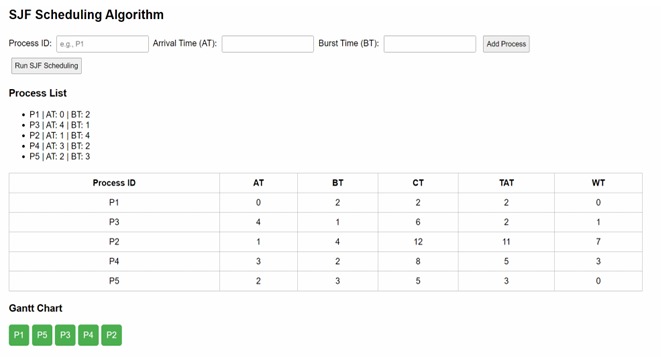 SJF Scheduling Algorithm
Process ID: e.g., P1 Arrival Time (AT): Burst Time (BT): Add Process
Run SJF Scheduling
Process List
• P1 | AT: 0 | BT: 2
• P3 | AT: 4 | BT: 1
• P2 | AT: 1 | BT: 4
• P4 | AT: 3 | BT: 2
• P5 | AT: 2 | BT: 3
Process ID AT BT CT TAT WT
P1 0 2 2 2 0
P3 4 1 6 2 1
P2 1 4 12 11 7
P4 3 2 8 5 3
P5 2 3 5 3 0
Gantt Chart
P1 P5 P3 P4 P2